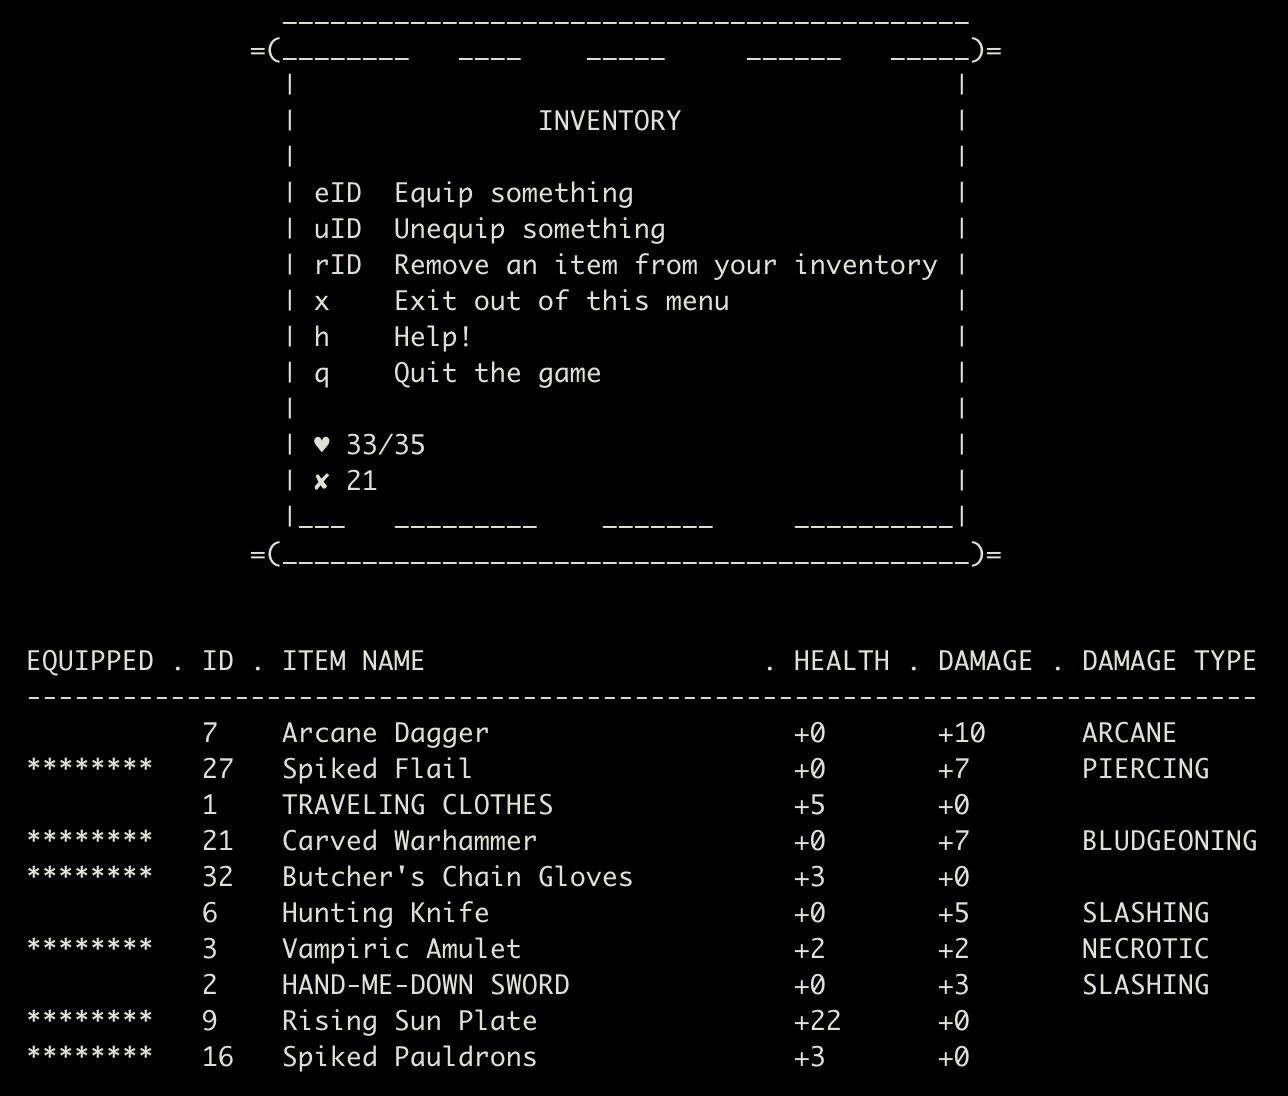 INVENTORY
eID  Equip something
uID  Unequip something
rID  Remove an item from your inventory
x    Exit out of this menu
h    Help!
q    Quit the game
♥ 33/35
✘ 21
EQUIPPED . ID . ITEM NAME . HEALTH . DAMAGE . DAMAGE TYPE
7 Arcane Dagger +0 +10 ARCANE
******** 27 Spiked Flail +0 +7 PIERCING
1 TRAVELING CLOTHES +5 +0
******** 21 Carved Warhammer +0 +7 BLUDGEONING
******** 32 Butcher's Chain Gloves +3 +0
6 Hunting Knife +0 +5 SLASHING
******** 3 Vampiric Amulet +2 +2 NECROTIC
2 HAND-ME-DOWN SWORD +0 +3 SLASHING
******** 9 Rising Sun Plate +22 +0
******** 16 Spiked Pauldrons +3 +0